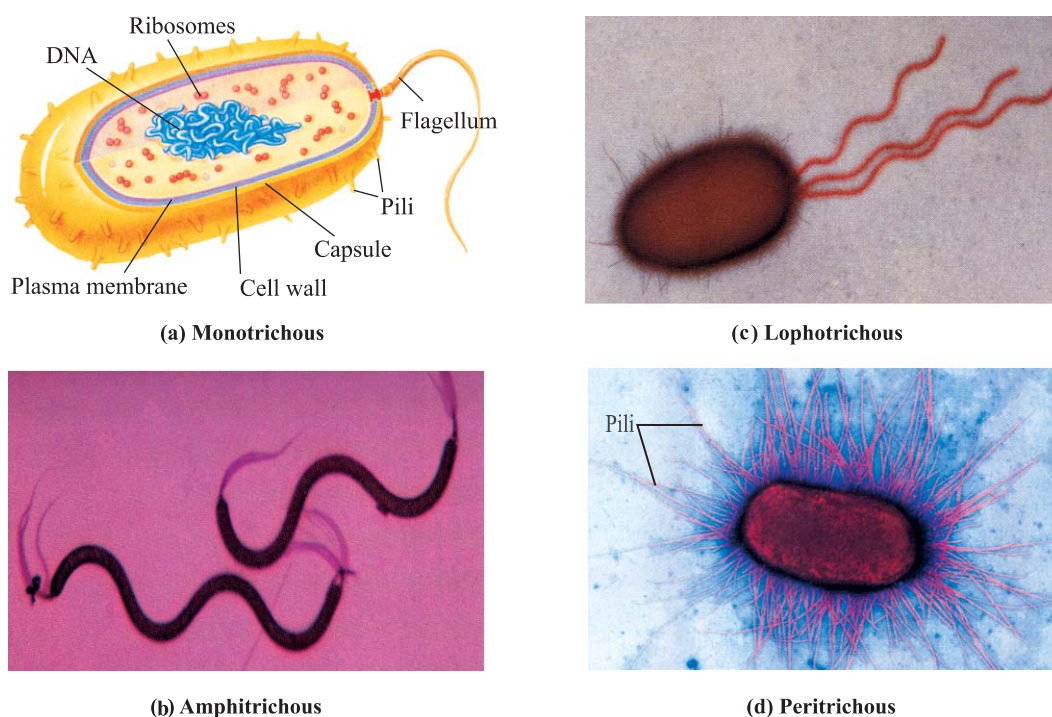 Ribosomes
DNA
Flagellum
Pili
Capsule
Cell wall
Plasma membrane
(a) Monotrichous
(c) Lophotrichous
Pili
(b) Amphitrichous
(d) Peritrichous